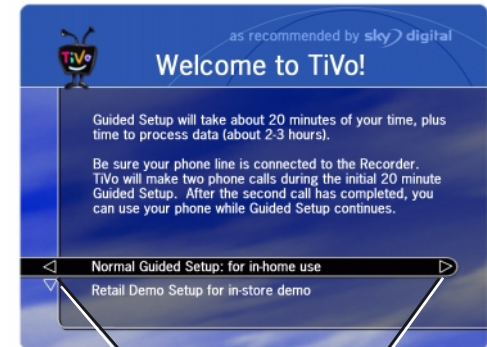 as recommended by sky digital
TiVo
Welcome to TiVo!
Guided Setup will take about 20 minutes of your time, plus
time to process data (about 2-3 hours).
Be sure your phone line is connected to the Recorder.
TiVo will make two phone calls during the initial 20 minute
Guided Setup. After the second call has completed, you
can use your phone while Guided Setup continues.
Normal Guided Setup: for in-home use
Retail Demo Setup for in-store demo